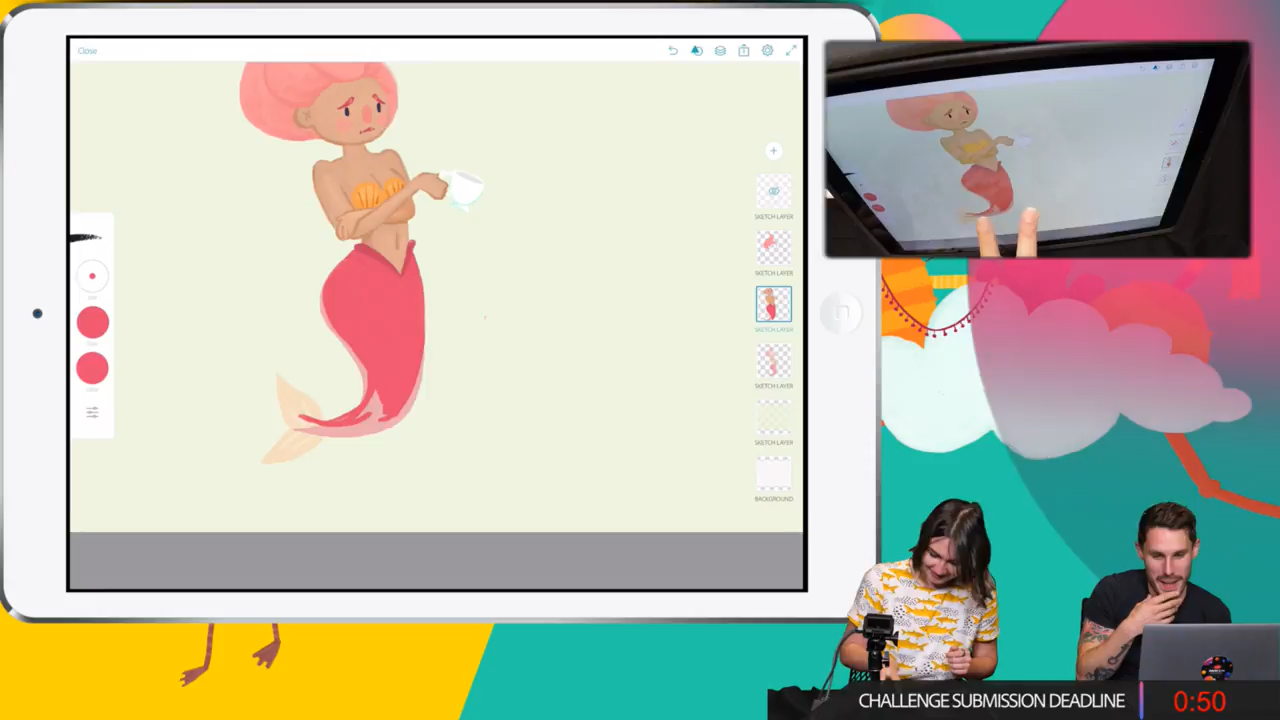 Close
SKETCH LAYER
SKETCH LAYER
SKETCH LAYER
SKETCH LAYER
SKETCH LAYER
BACKGROUND
CHALLENGE SUBMISSION DEADLINE
0:50